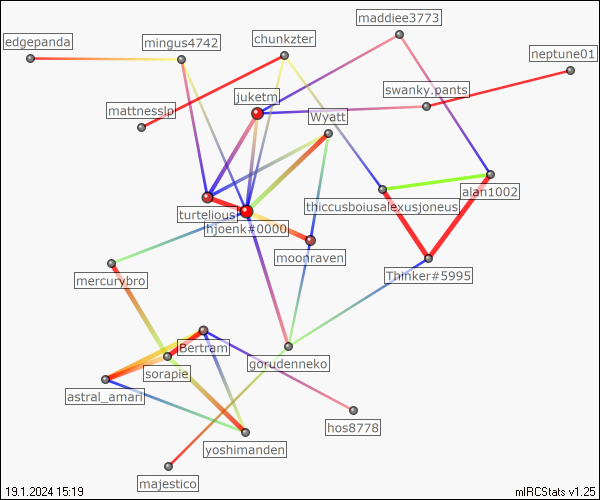 maddiee3773
edgepanda
mingus4742
chunkzter
neptune01
swanky.pants
juketm
mattnesslp
Wyatt
alan1002
thiccusboiusalexusjoneus
turtelious
hjoenk#0000
moonraven
Thinker#5995
mercurybro
Bertram
gorudenneko
sorapie
astral_amari
hos8778
yoshimanden
majestico
19.1.2024 15:19
mIRCStats v1.25